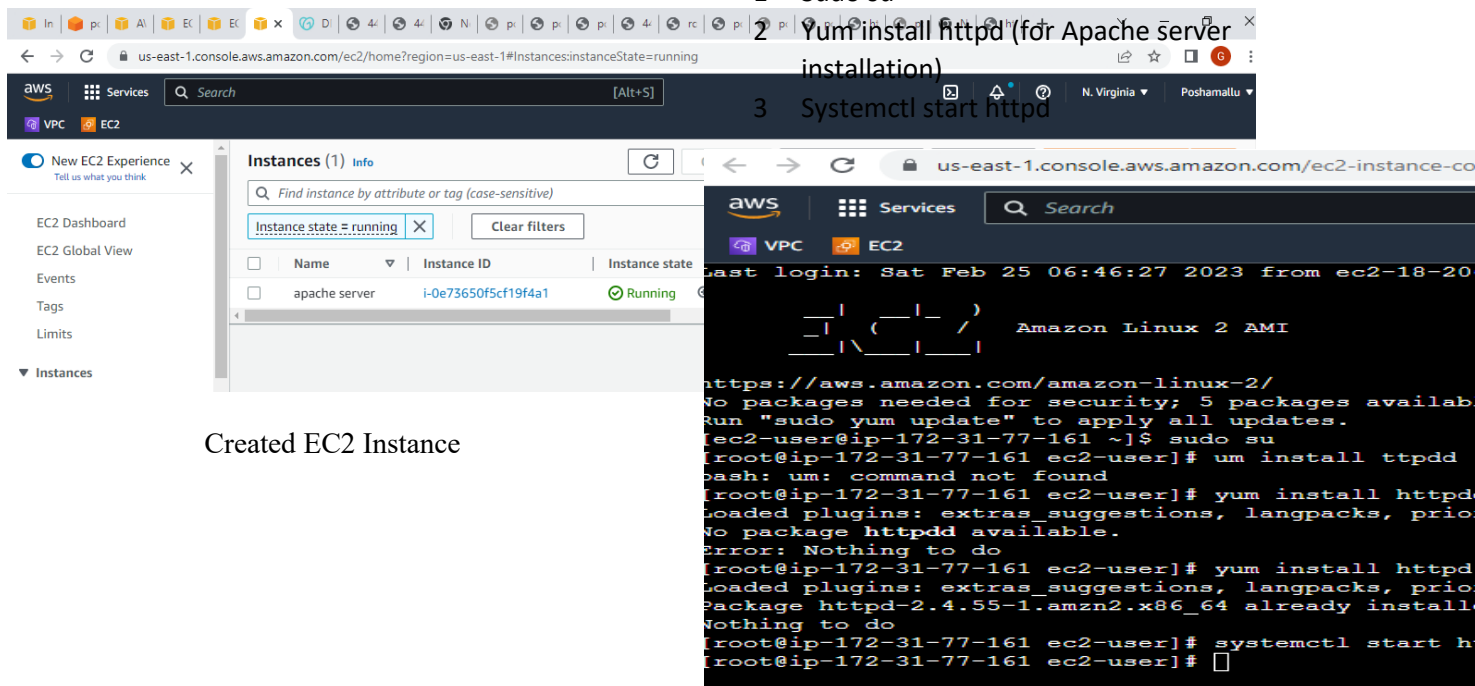 1 Sudo su
2 Yum install httpd (for Apache server
installation)
3 Systemctl start httpd
us-east-1.console.aws.amazon.com/ec2/home?region=us-east-1#Instances:instanceState=running
G
aws Services Search [Alt+S] N. Virginia Poshamallu
VPC EC2
New EC2 Experience
Tell us what you think
EC2 Dashboard
EC2 Global View
Events
Tags
Limits
Instances
Instances (1) Info
Find instance by attribute or tag (case-sensitive)
Instance state = running Clear filters
Name Instance ID Instance state
apache server i-0e73650f5cf19f4a1 Running
Created EC2 Instance
us-east-1.console.aws.amazon.com/ec2-instance-co
aws Services Search
VPC EC2
Last login: Sat Feb 25 06:46:27 2023 from ec2-18-20
Amazon Linux 2 AMI
https://aws.amazon.com/amazon-linux-2/
No packages needed for security; 5 packages availab
Run "sudo yum update" to apply all updates.
[ec2-user@ip-172-31-77-161 ~]$ sudo su
[root@ip-172-31-77-161 ec2-user]# um install ttpdd
bash: um: command not found
[root@ip-172-31-77-161 ec2-user]# yum install httpd
Loaded plugins: extras_suggestions, langpacks, prio
No package httpdd available.
Error: Nothing to do
[root@ip-172-31-77-161 ec2-user]# yum install httpd
Loaded plugins: extras_suggestions, langpacks, prio
Package httpd-2.4.55-1.amzn2.x86_64 already install
Nothing to do
[root@ip-172-31-77-161 ec2-user]# systemctl start h
[root@ip-172-31-77-161 ec2-user]#